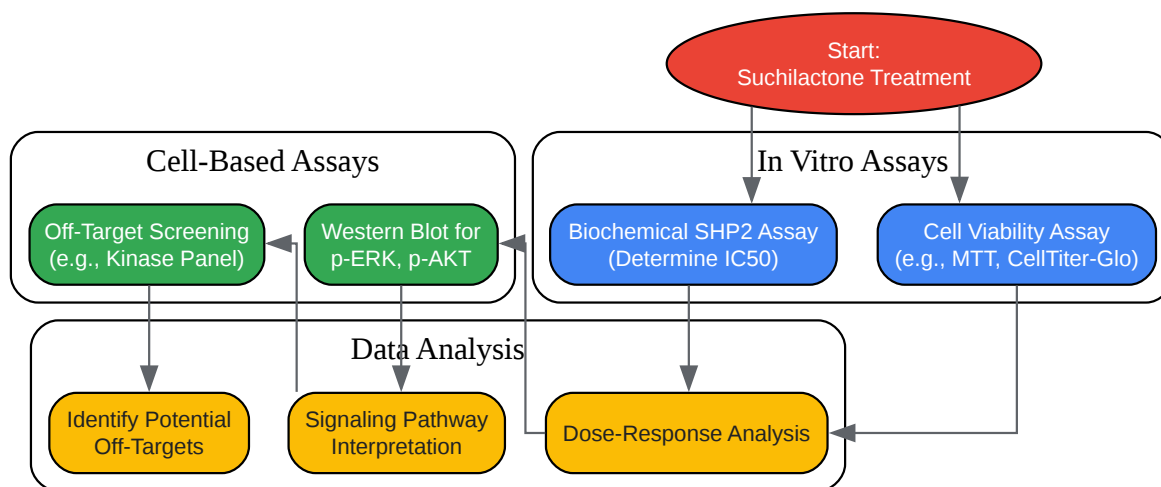 Start:
Suchilactone Treatment
Cell-Based Assays
In Vitro Assays
Off-Target Screening
(e.g., Kinase Panel)
Western Blot for
p-ERK, p-AKT
Biochemical SHP2 Assay
(Determine IC50)
Cell Viability Assay
(e.g., MTT, CellTiter-Glo)
Data Analysis
Identify Potential
Off-Targets
Signaling Pathway
Interpretation
Dose-Response Analysis